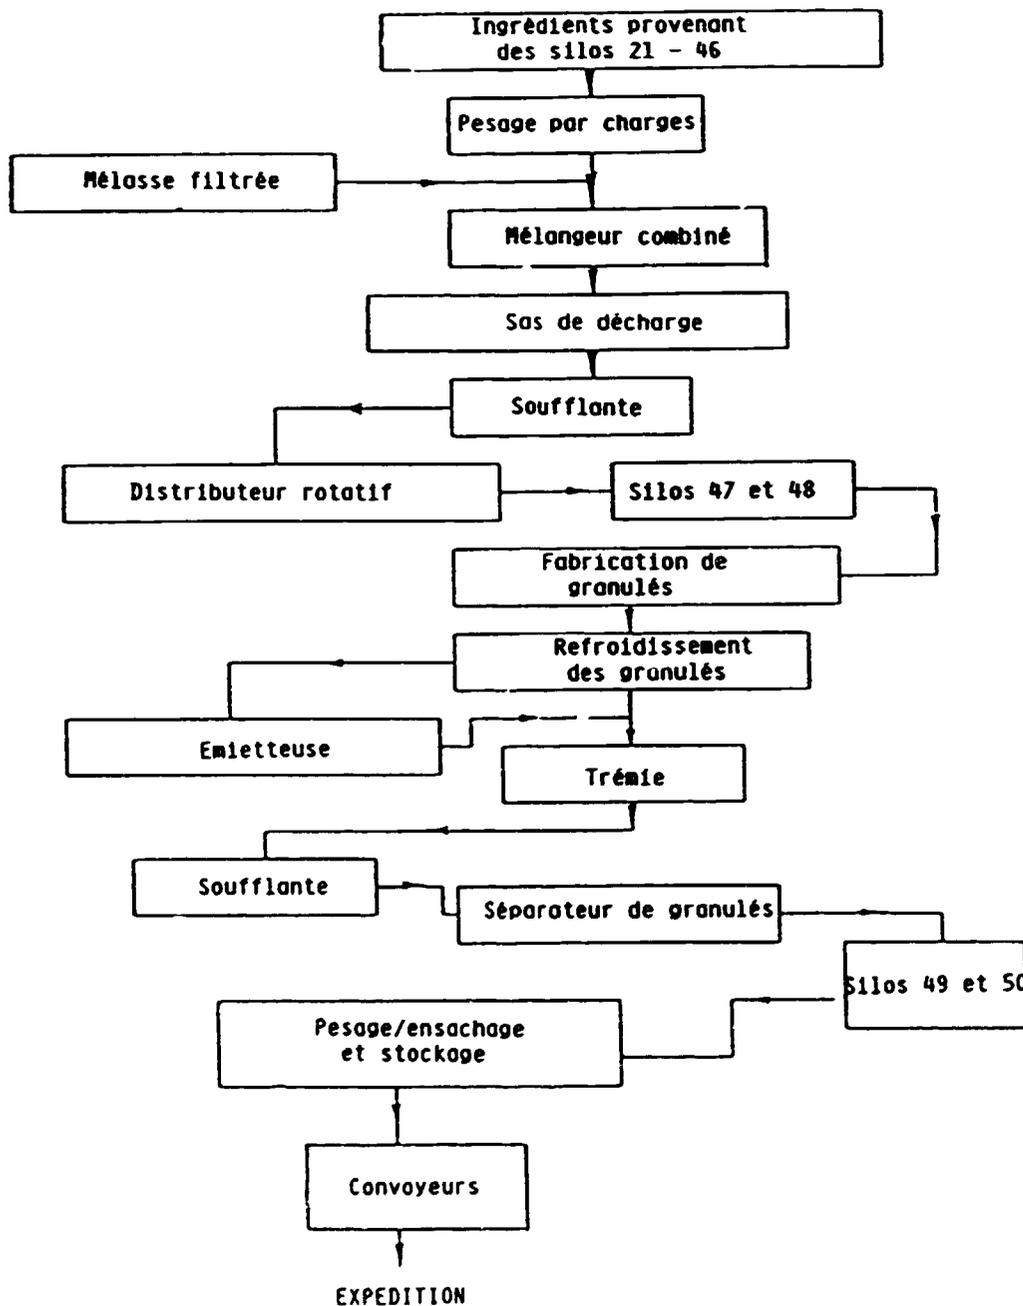 Ingrédients provenant
des silos 21 - 46
Pesage par charges
Mélasse filtrée
Mélangeur combiné
Sas de décharge
Soufflante
Distributeur rotatif
Silos 47 et 48
Fabrication de
granulés
Refroidissement
des granulés
Emietteuse
Trémie
Soufflante
Séparateur de granulés
Silos 49 et 50
Pesage/ensachage
et stockage
Convoyeurs
EXPEDITION